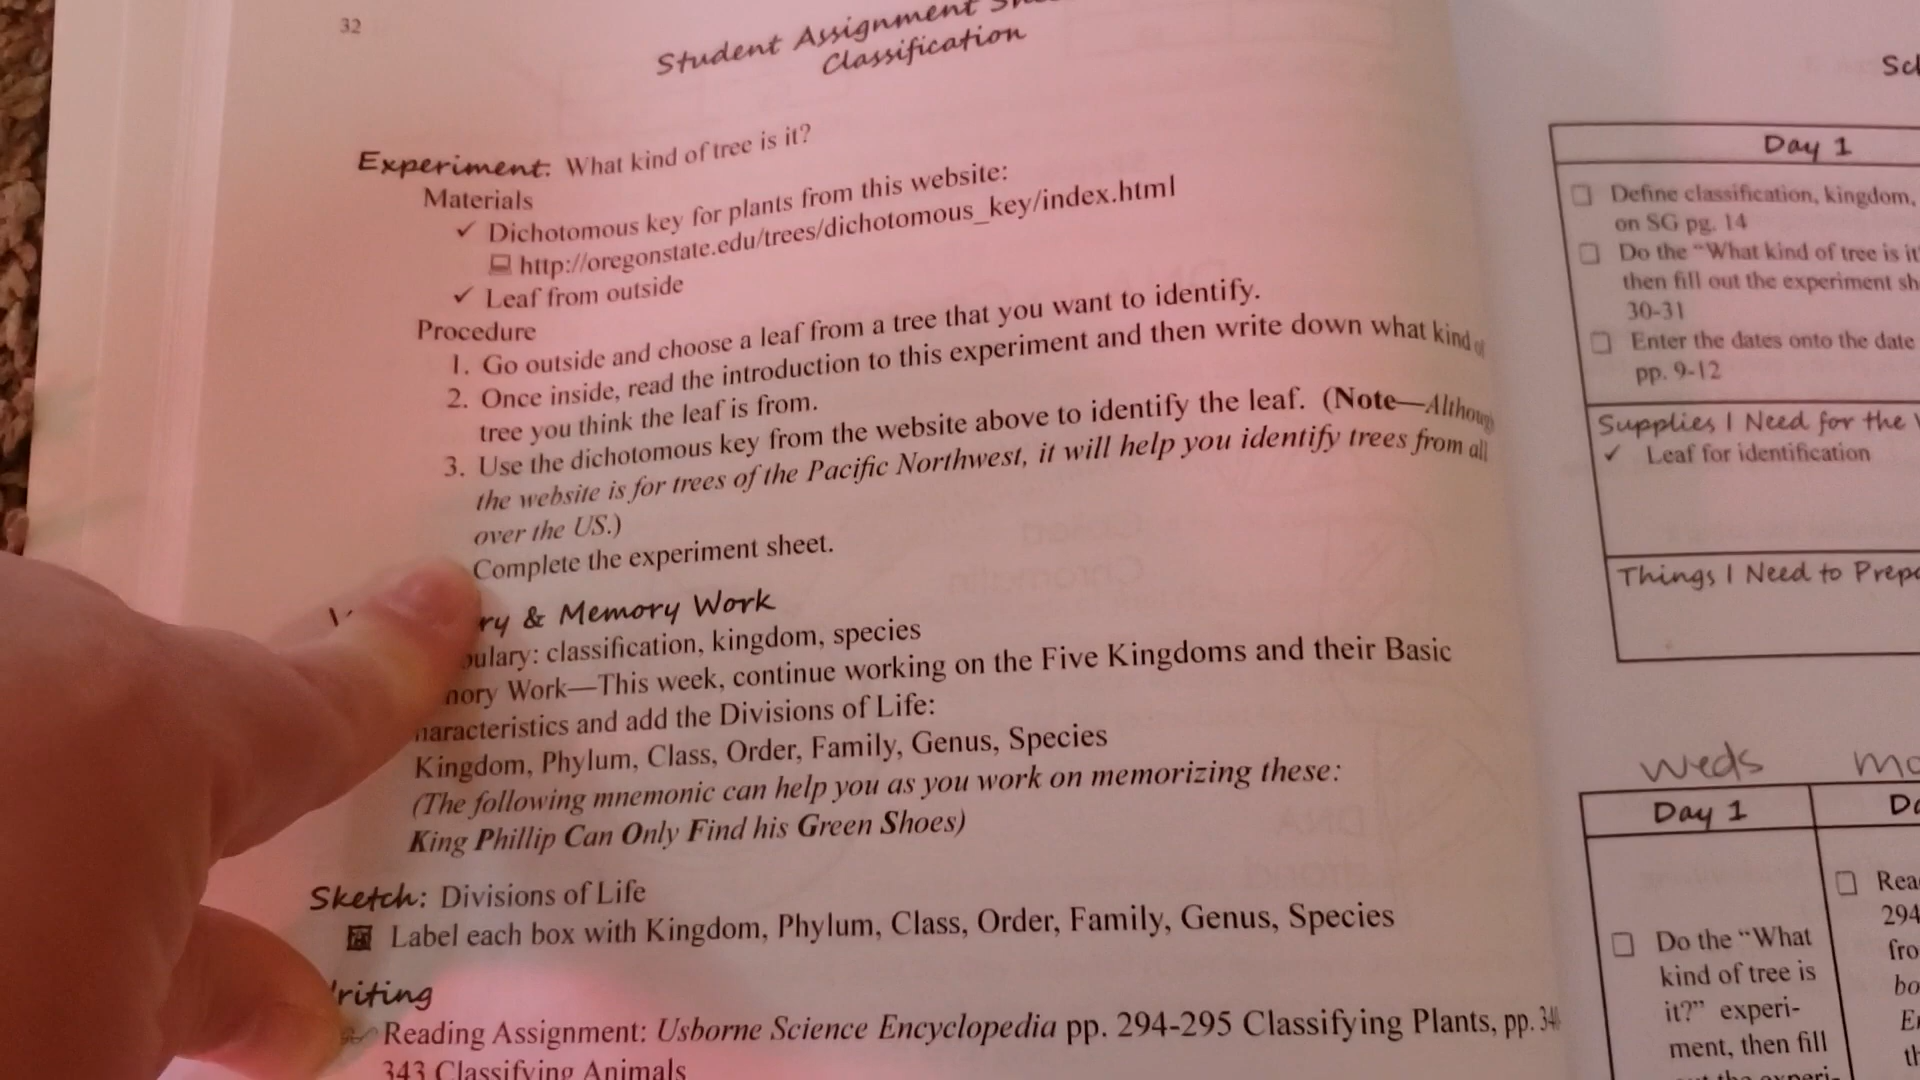 32
Student Assignment
Classification
Experiment: What kind of tree is it?
Materials
✓ Dichotomous key for plants from this website:
http://oregonstate.edu/trees/dichotomous_key/index.html
✓ Leaf from outside
Procedure
1. Go outside and choose a leaf from a tree that you want to identify.
2. Once inside, read the introduction to this experiment and then write down what kind of
tree you think the leaf is from.
3. Use the dichotomous key from the website above to identify the leaf. (Note—Although
the website is for trees of the Pacific Northwest, it will help you identify trees from all
over the US.)
Complete the experiment sheet.
ry & Memory Work
bulary: classification, kingdom, species
mory Work—This week, continue working on the Five Kingdoms and their Basic
haracteristics and add the Divisions of Life:
Kingdom, Phylum, Class, Order, Family, Genus, Species
(The following mnemonic can help you as you work on memorizing these:
King Phillip Can Only Find his Green Shoes)
Sketch: Divisions of Life
Label each box with Kingdom, Phylum, Class, Order, Family, Genus, Species
riting
Reading Assignment: Usborne Science Encyclopedia pp. 294-295 Classifying Plants, pp.
343 Classifying Animals
Day 1
☐ Define classification, kingdom,
on SG pg. 14
☐ Do the "What kind of tree is it
then fill out the experiment
30-31
☐ Enter the dates onto the date
pp. 9-12
Supplies I Need for the
✓ Leaf for identification
Things I Need to
weds
Day 1
☐ Do the "What
kind of tree is
it?" experi-
ment, then fill
out the experi-
☐
294